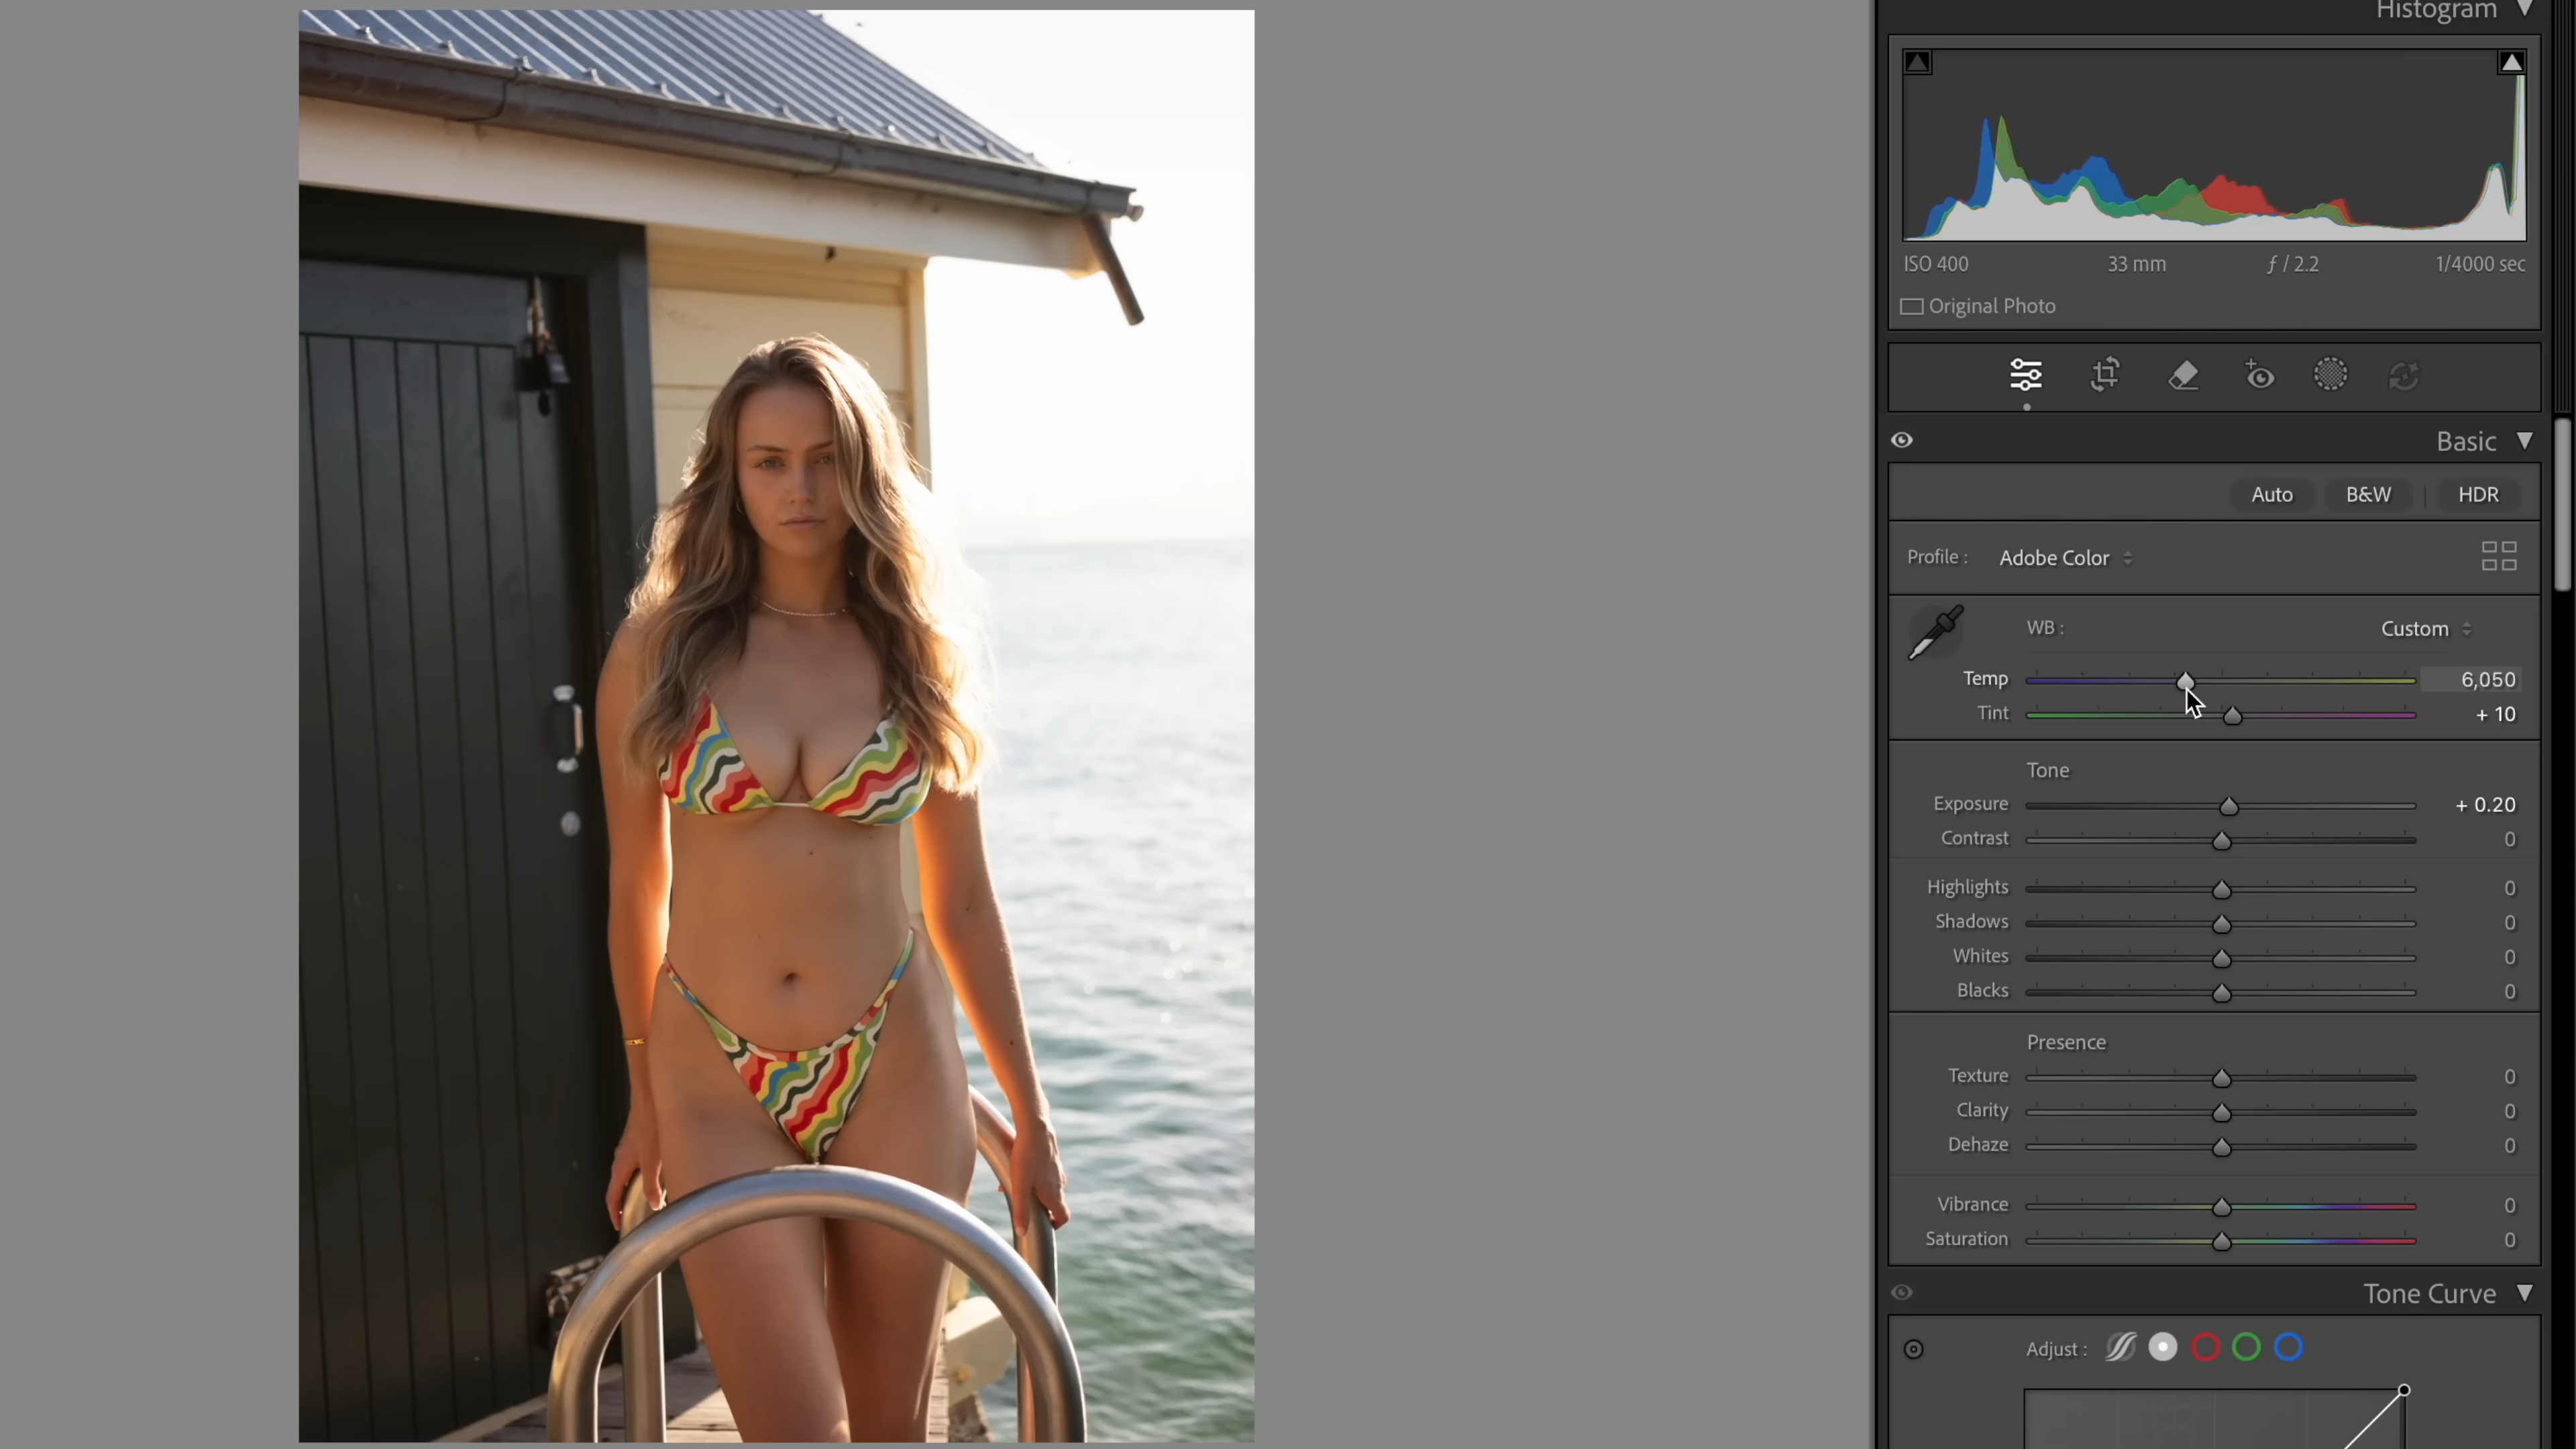 Histogram
ISO 400 33 mm ƒ / 2.2 1/4000 sec
Original Photo
Basic
Auto B&W HDR
Profile : Adobe Color
WB : Custom
Temp 6,050
Tint + 10
Tone
Exposure + 0.20
Contrast 0
Highlights 0
Shadows 0
Whites 0
Blacks 0
Presence
Texture 0
Clarity 0
Dehaze 0
Vibrance 0
Saturation 0
Tone Curve
Adjust :